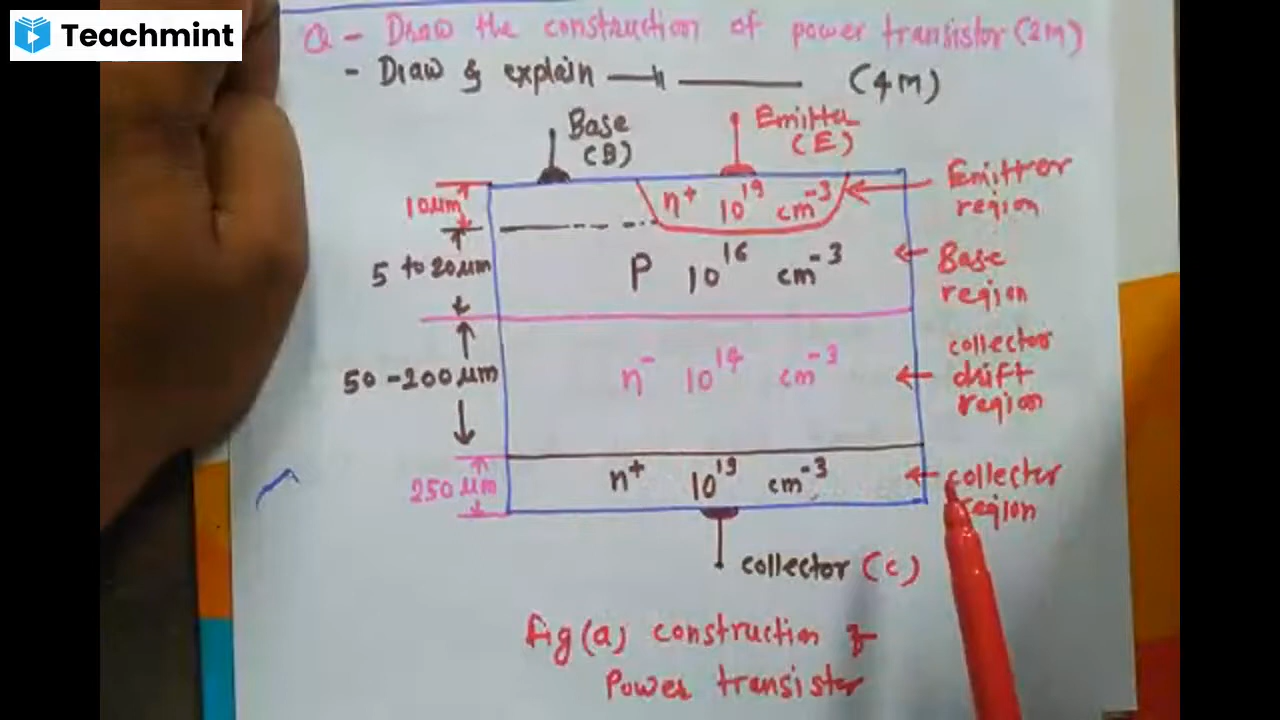 Teachmint
Q - Draw the construction of power transistor (2m)
- Draw & explain —〃— (4M)
Base
(B)
Emitter
(E)
10μm
n+ 10^19 cm^-3
Emitter
region
5 to 20μm
P 10^16 cm^-3
Base
region
50-200μm
n^- 10^14 cm^-3
collector
drift
region
250μm
n+ 10^19 cm^-3
collector
region
collector (c)
fig(a) construction of
Power transistor